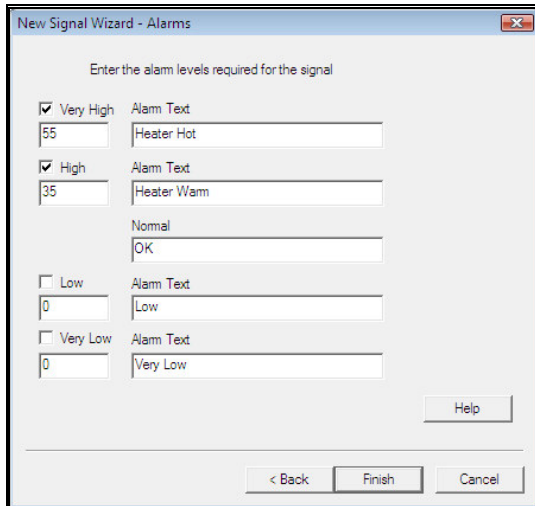 New Signal Wizard - Alarms
Enter the alarm levels required for the signal
Very High Alarm Text
55 Heater Hot
High Alarm Text
35 Heater Warm
Normal
OK
Low Alarm Text
0 Low
Very Low Alarm Text
0 Very Low
Help
< Back Finish Cancel